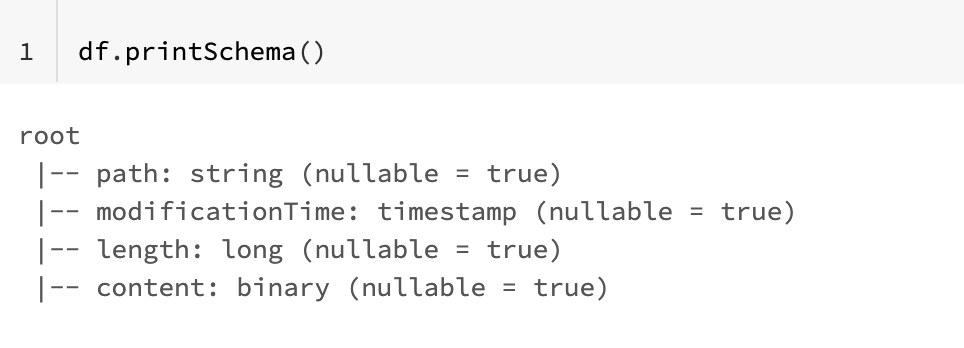 1 df.printSchema()
root
|-- path: string (nullable = true)
|-- modificationTime: timestamp (nullable = true)
|-- length: long (nullable = true)
|-- content: binary (nullable = true)